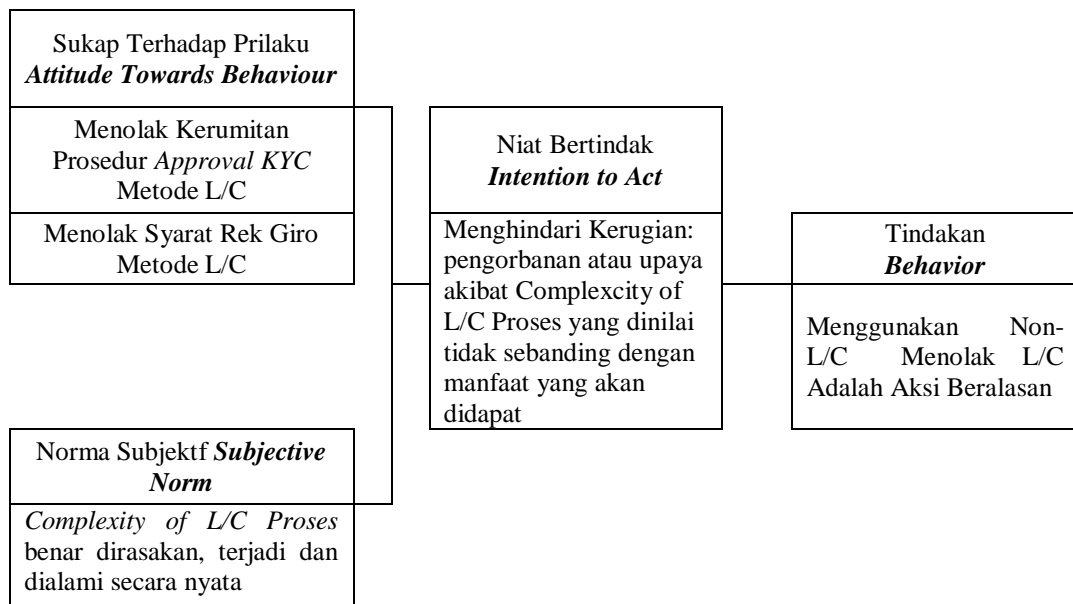 Sukap Terhadap Prilaku
Attitude Towards Behaviour
Menolak Kerumitan
Prosedur Approval KYC
Metode L/C
Menolak Syarat Rek Giro
Metode L/C
Norma Subjektf Subjective
Norm
Complexity of L/C Proses
benar dirasakan, terjadi dan
dialami secara nyata
Niat Bertindak
Intention to Act
Menghindari Kerugian:
pengorbanan atau upaya
akibat Complexcity of
L/C Proses yang dinilai
tidak sebanding dengan
manfaat yang akan
didapat
Tindakan
Behavior
Menggunakan Non-
L/C Menolak L/C
Adalah Aksi Beralasan